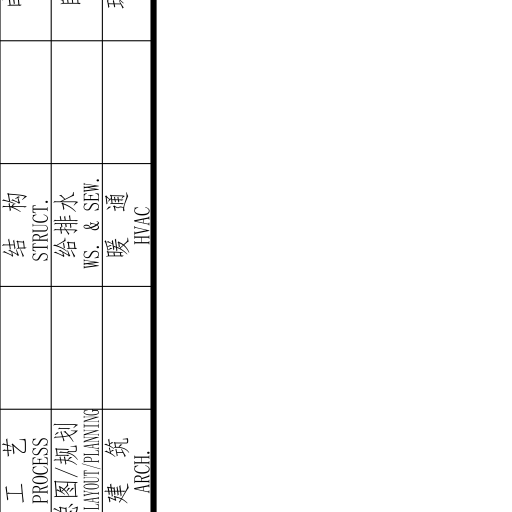 工 艺
PROCESS
结 构
STRUCT.
总图/规划
LAYOUT/PLANNING
给排水
WS. & SEW.
建 筑
ARCH.
暖 通
HVAC